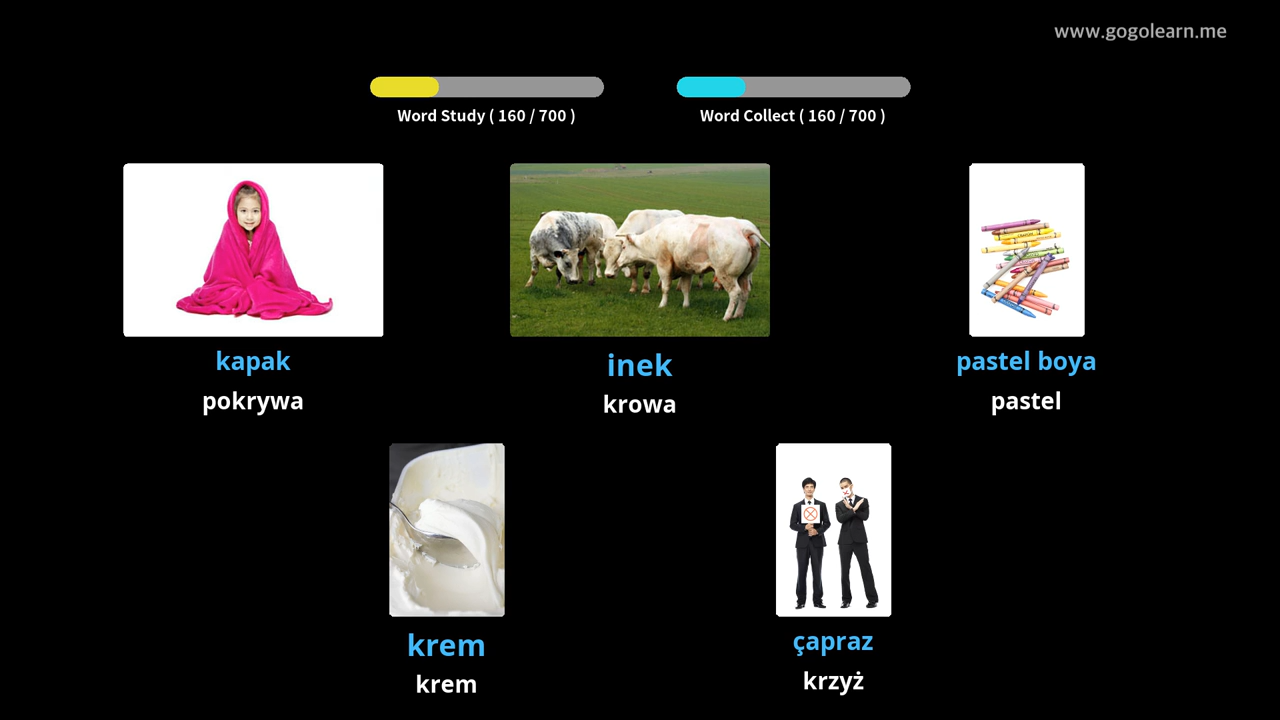 www.gogolearn.me
Word Study ( 160 / 700 )
Word Collect ( 160 / 700 )
kapak
pokrywa
inek
krowa
pastel boya
pastel
krem
krem
çapraz
krzyż